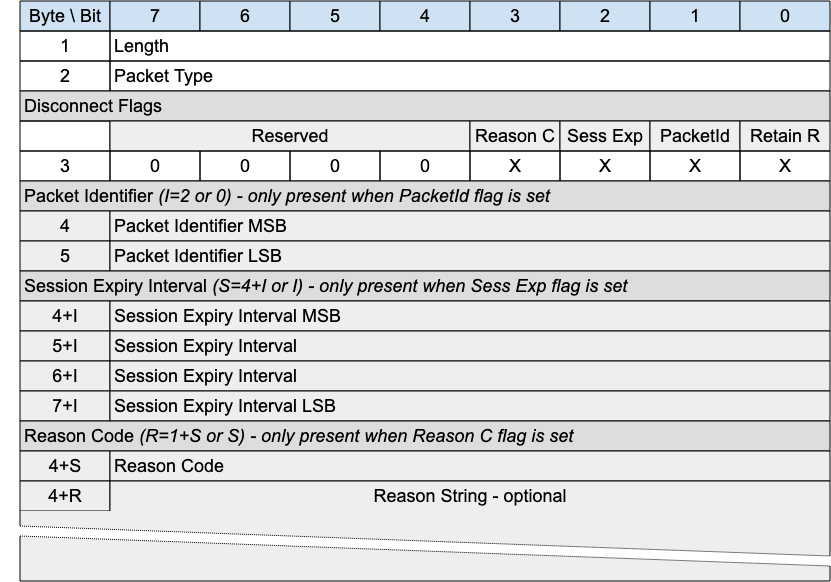 Byte \ Bit 7 6 5 4 3 2 1 0
1 Length
2 Packet Type
Disconnect Flags
Reserved Reason C Sess Exp PacketId Retain R
3 0 0 0 0 X X X X
Packet Identifier (I=2 or 0) - only present when PacketId flag is set
4 Packet Identifier MSB
5 Packet Identifier LSB
Session Expiry Interval (S=4+I or I) - only present when Sess Exp flag is set
4+I Session Expiry Interval MSB
5+I Session Expiry Interval
6+I Session Expiry Interval
7+I Session Expiry Interval LSB
Reason Code (R=1+S or S) - only present when Reason C flag is set
4+S Reason Code
4+R Reason String - optional